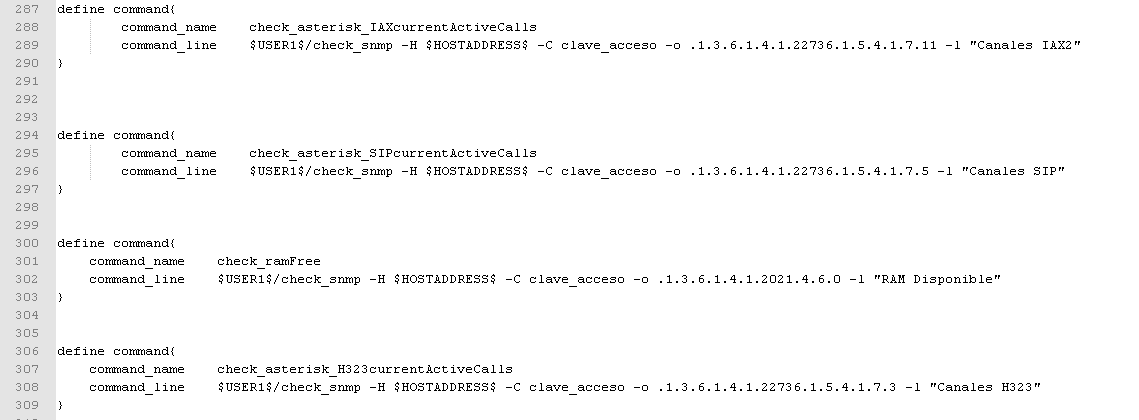 287 define command{
288 command_name check_asterisk_IAXcurrentActiveCalls
289 command_line $USER1$/check_snmp -H $HOSTADDRESS$ -C clave_acceso -o .1.3.6.1.4.1.22736.1.5.4.1.7.11 -l "Canales IAX2"
290 }
291
292
293
294 define command{
295 command_name check_asterisk_SIPcurrentActiveCalls
296 command_line $USER1$/check_snmp -H $HOSTADDRESS$ -C clave_acceso -o .1.3.6.1.4.1.22736.1.5.4.1.7.5 -l "Canales SIP"
297 }
298
299
300 define command{
301 command_name check_ramFree
302 command_line $USER1$/check_snmp -H $HOSTADDRESS$ -C clave_acceso -o .1.3.6.1.4.1.2021.4.6.0 -l "RAM Disponible"
303 }
304
305
306 define command{
307 command_name check_asterisk_H323currentActiveCalls
308 command_line $USER1$/check_snmp -H $HOSTADDRESS$ -C clave_acceso -o .1.3.6.1.4.1.22736.1.5.4.1.7.3 -l "Canales H323"
309 }